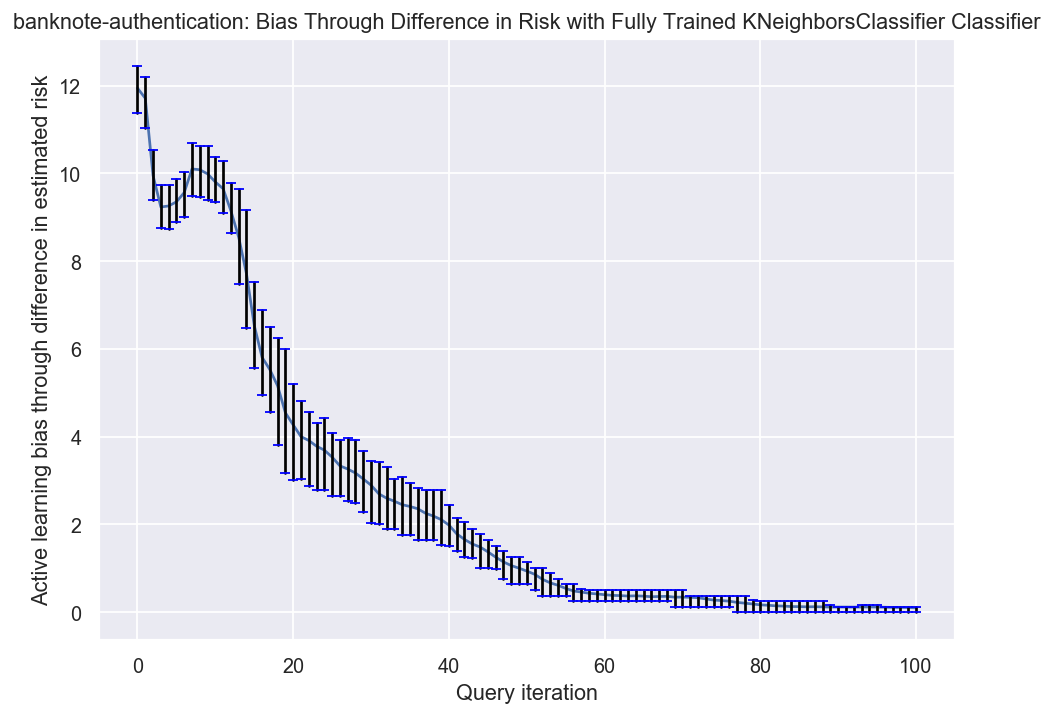 banknote-authentication: Bias Through Difference in Risk with Fully Trained KNeighborsClassifier Classifier
Active learning bias through difference in estimated risk
12
10
8
6
4
2
0
0 20 40 60 80 100
Query iteration